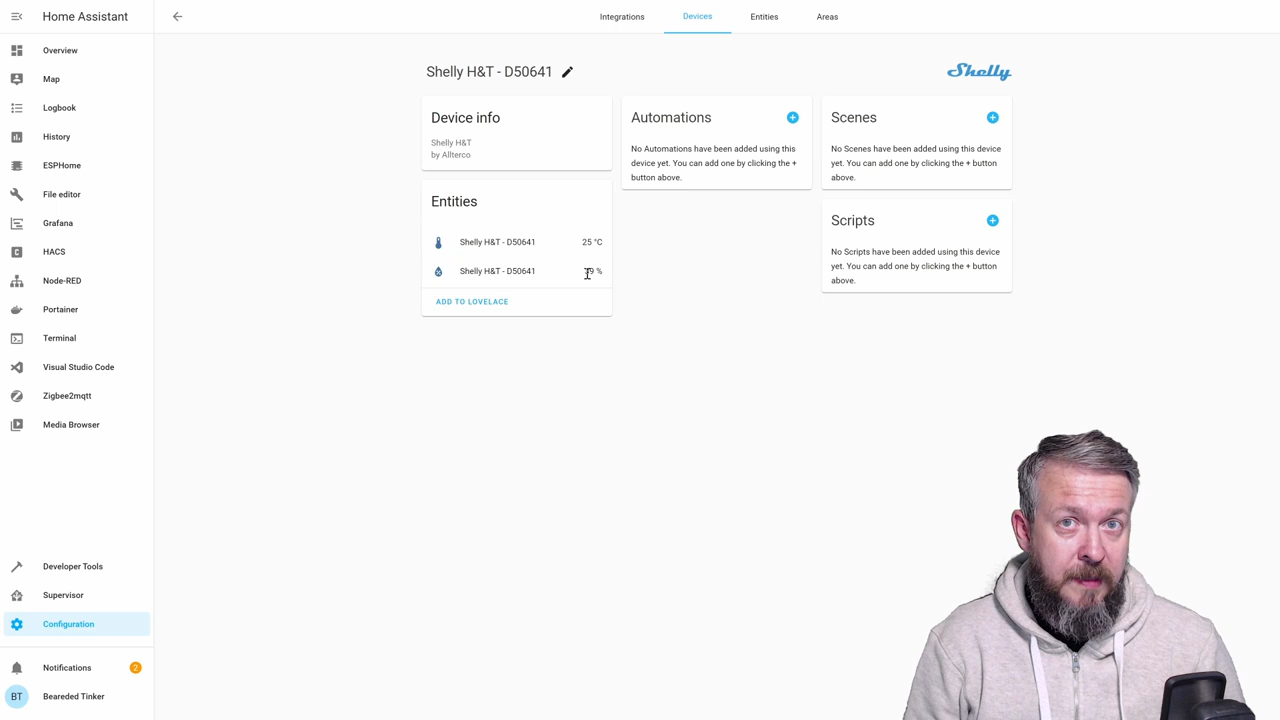 Home Assistant
Integrations
Devices
Entities
Areas
Overview
Map
Logbook
History
ESPHome
File editor
Grafana
HACS
Node-RED
Portainer
Terminal
Visual Studio Code
Zigbee2mqtt
Media Browser
Developer Tools
Supervisor
Configuration
Notifications
2
BT
Bearded Tinker
Shelly H&T - D50641
Shelly
Device info
Shelly H&T
by Allterco
Entities
Shelly H&T - D50641
25 °C
Shelly H&T - D50641
%
ADD TO LOVELACE
Automations
No Automations have been added using this
device yet. You can add one by clicking the +
button above.
Scenes
No Scenes have been added using this device
yet. You can add one by clicking the + button
above.
Scripts
No Scripts have been added using this device
yet. You can add one by clicking the + button
above.